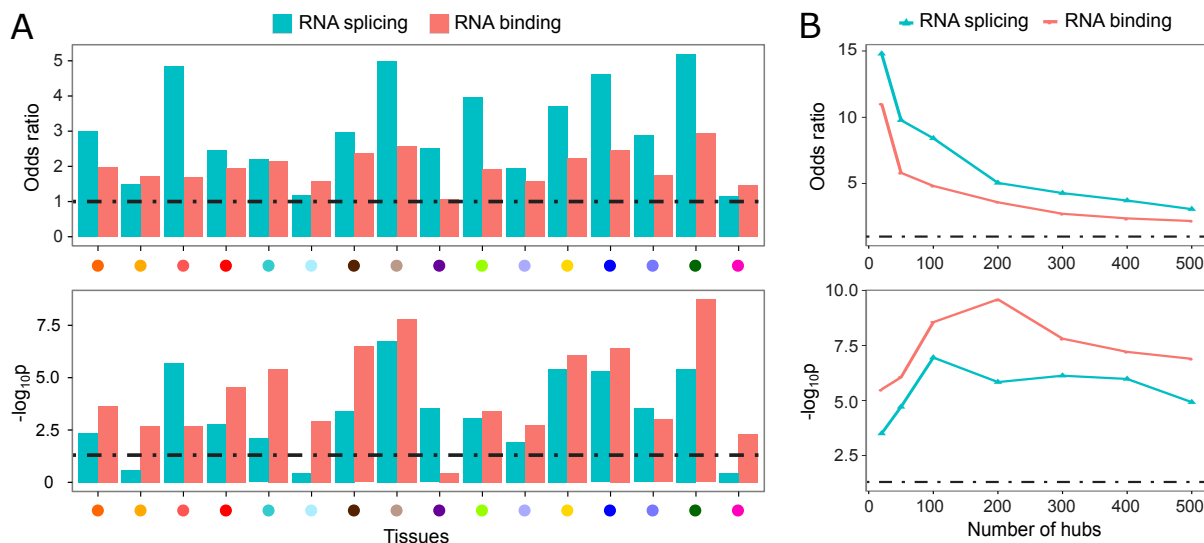 A
RNA splicing RNA binding
Odds ratio
5
4
3
2
1
0
-log10p
7.5
5.0
2.5
0
Tissues
B
RNA splicing RNA binding
Odds ratio
15
10
5
0 100 200 300 400 500
-log10p
10.0
7.5
5.0
2.5
0 100 200 300 400 500
Number of hubs